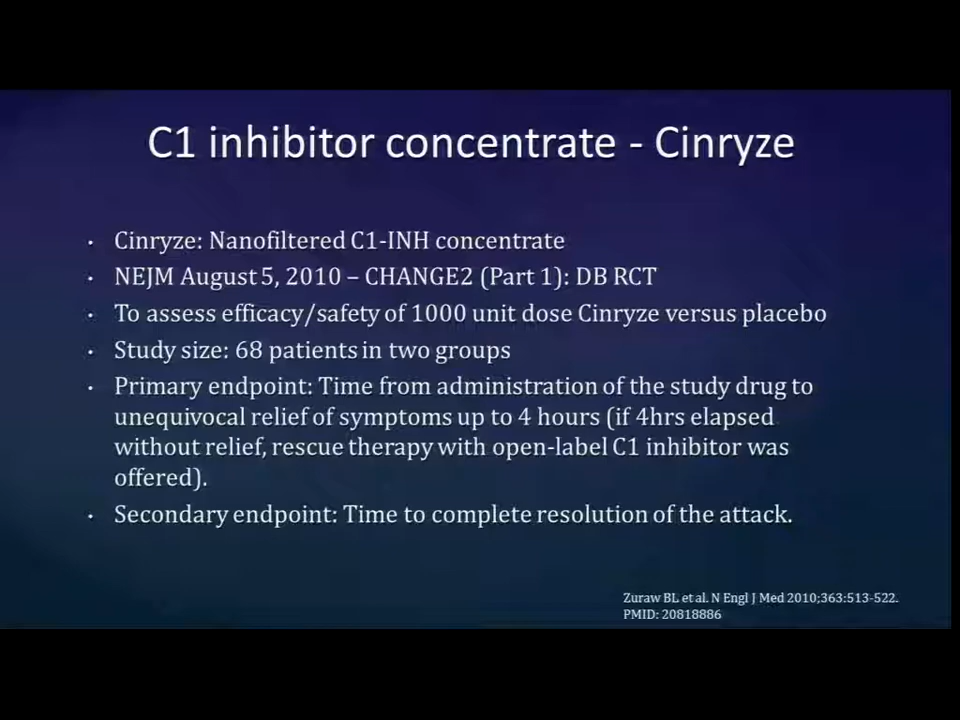 C1 inhibitor concentrate - Cinryze
• Cinryze: Nanofiltered C1-INH concentrate
• NEJM August 5, 2010 – CHANGE2 (Part 1): DB RCT
• To assess efficacy/safety of 1000 unit dose Cinryze versus placebo
• Study size: 68 patients in two groups
• Primary endpoint: Time from administration of the study drug to
unequivocal relief of symptoms up to 4 hours (if 4hrs elapsed
without relief, rescue therapy with open-label C1 inhibitor was
offered).
• Secondary endpoint: Time to complete resolution of the attack.
Zuraw BL et al. N Engl J Med 2010;363:513-522.
PMID: 20818886